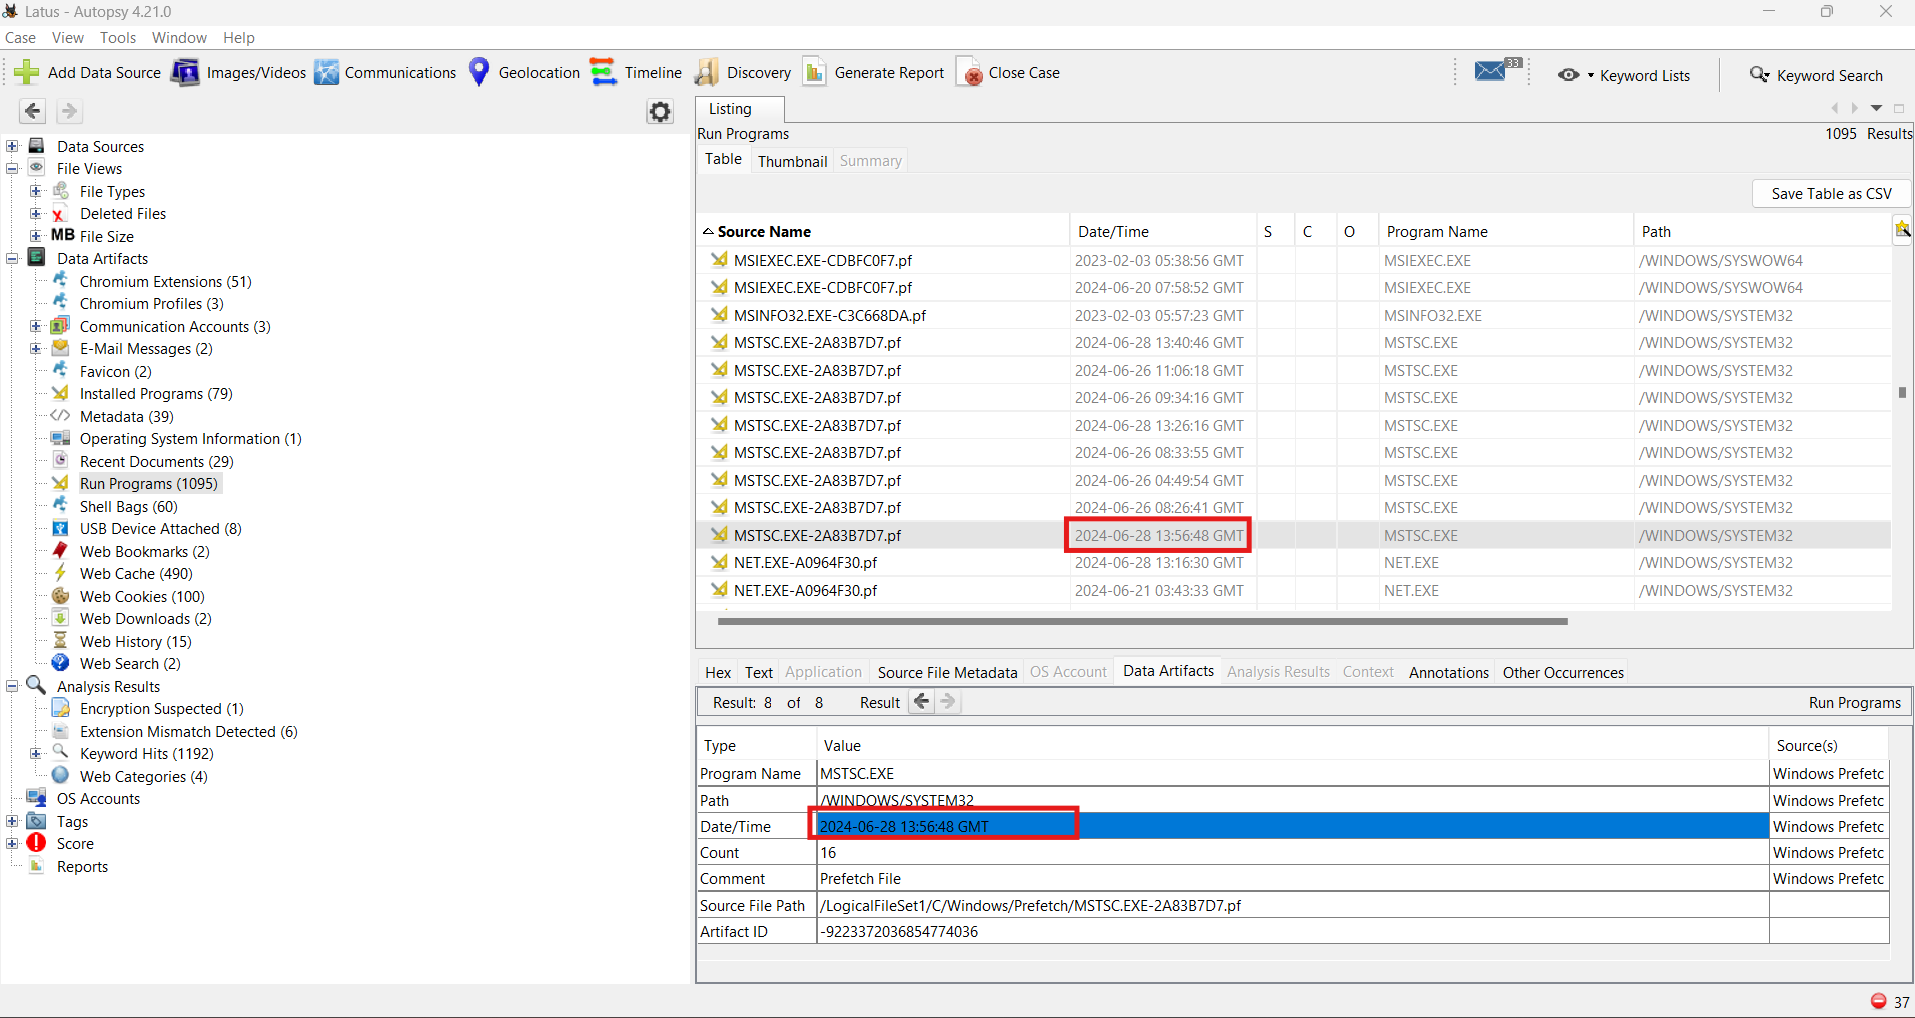 Latus - Autopsy 4.21.0
Case View Tools Window Help
Add Data Source Images/Videos Communications Geolocation Timeline Discovery Generate Report Close Case 33 Keyword Lists Keyword Search
Data Sources
File Views
File Types
Deleted Files
MB File Size
Data Artifacts
Chromium Extensions (51)
Chromium Profiles (3)
Communication Accounts (3)
E-Mail Messages (2)
Favicon (2)
Installed Programs (79)
Metadata (39)
Operating System Information (1)
Recent Documents (29)
Run Programs (1095)
Shell Bags (60)
USB Device Attached (8)
Web Bookmarks (2)
Web Cache (490)
Web Cookies (100)
Web Downloads (2)
Web History (15)
Web Search (2)
Analysis Results
Encryption Suspected (1)
Extension Mismatch Detected (6)
Keyword Hits (1192)
Web Categories (4)
OS Accounts
Tags
Score
Reports
Listing
Run Programs 1095 Results
Table Thumbnail Summary
Save Table as CSV
Source Name Date/Time S C O Program Name Path
MSIEXEC.EXE-CDBFC0F7.pf 2023-02-03 05:38:56 GMT MSIEXEC.EXE /WINDOWS/SYSWOW64
MSIEXEC.EXE-CDBFC0F7.pf 2024-06-20 07:58:52 GMT MSIEXEC.EXE /WINDOWS/SYSWOW64
MSINFO32.EXE-C3C668DA.pf 2023-02-03 05:57:23 GMT MSINFO32.EXE /WINDOWS/SYSTEM32
MSTSC.EXE-2A83B7D7.pf 2024-06-28 13:40:46 GMT MSTSC.EXE /WINDOWS/SYSTEM32
MSTSC.EXE-2A83B7D7.pf 2024-06-26 11:06:18 GMT MSTSC.EXE /WINDOWS/SYSTEM32
MSTSC.EXE-2A83B7D7.pf 2024-06-26 09:34:16 GMT MSTSC.EXE /WINDOWS/SYSTEM32
MSTSC.EXE-2A83B7D7.pf 2024-06-28 13:26:16 GMT MSTSC.EXE /WINDOWS/SYSTEM32
MSTSC.EXE-2A83B7D7.pf 2024-06-26 08:33:55 GMT MSTSC.EXE /WINDOWS/SYSTEM32
MSTSC.EXE-2A83B7D7.pf 2024-06-26 04:49:54 GMT MSTSC.EXE /WINDOWS/SYSTEM32
MSTSC.EXE-2A83B7D7.pf 2024-06-26 08:26:41 GMT MSTSC.EXE /WINDOWS/SYSTEM32
MSTSC.EXE-2A83B7D7.pf 2024-06-28 13:56:48 GMT MSTSC.EXE /WINDOWS/SYSTEM32
NET.EXE-A0964F30.pf 2024-06-28 13:16:30 GMT NET.EXE /WINDOWS/SYSTEM32
NET.EXE-A0964F30.pf 2024-06-21 03:43:33 GMT NET.EXE /WINDOWS/SYSTEM32
Hex Text Application Source File Metadata OS Account Data Artifacts Analysis Results Context Annotations Other Occurrences
Result: 8 of 8 Result Run Programs
Type Value Source(s)
Program Name MSTSC.EXE Windows Prefetc
Path /WINDOWS/SYSTEM32 Windows Prefetc
Date/Time 2024-06-28 13:56:48 GMT Windows Prefetc
Count 16 Windows Prefetc
Comment Prefetch File Windows Prefetc
Source File Path /LogicalFileSet1/C/Windows/Prefetch/MSTSC.EXE-2A83B7D7.pf
Artifact ID -9223372036854774036
37